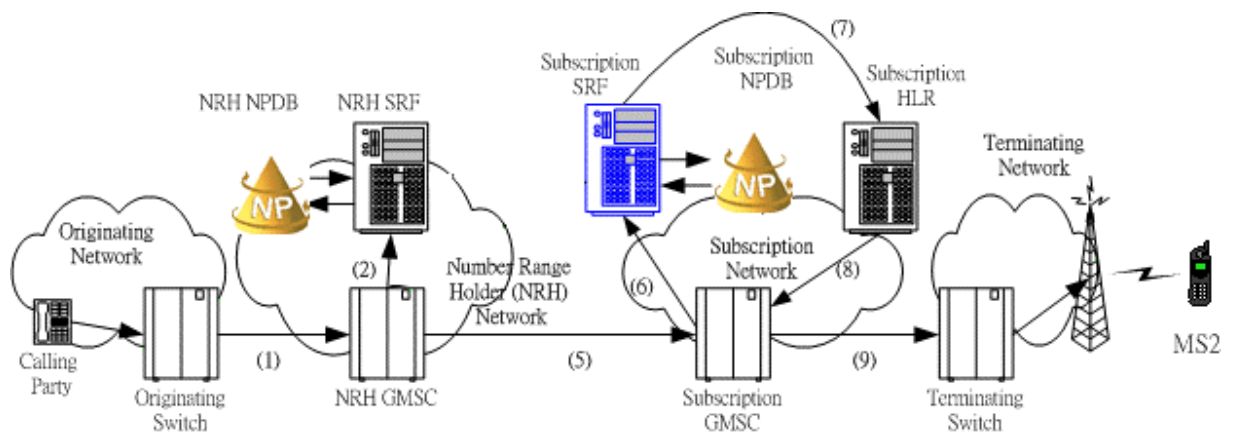 (7)
Subscription
SRF
Subscription
NPDB
Subscription
HLR
NRH NPDB
NRH SRF
Terminating
Network
NP
NP
Originating
Network
Subscription
Network
(2)
Number Range
Holder (NRH)
Network
(6)
(8)
Calling
Party
(1)
(5)
(9)
MS2
Originating
Switch
NRH GMSC
Subscription
GMSC
Terminating
Switch